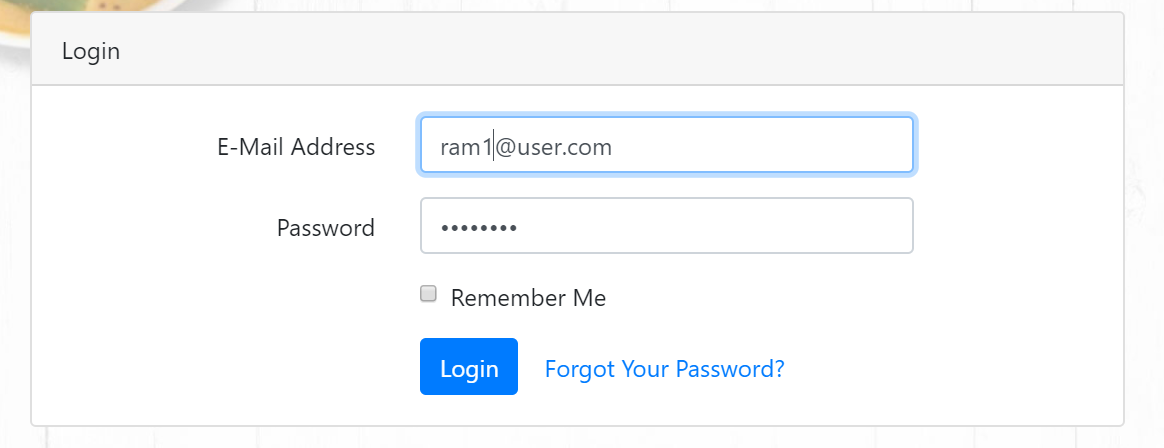 Login
E-Mail Address ram1@user.com
Password ••••••••
Remember Me
Login Forgot Your Password?